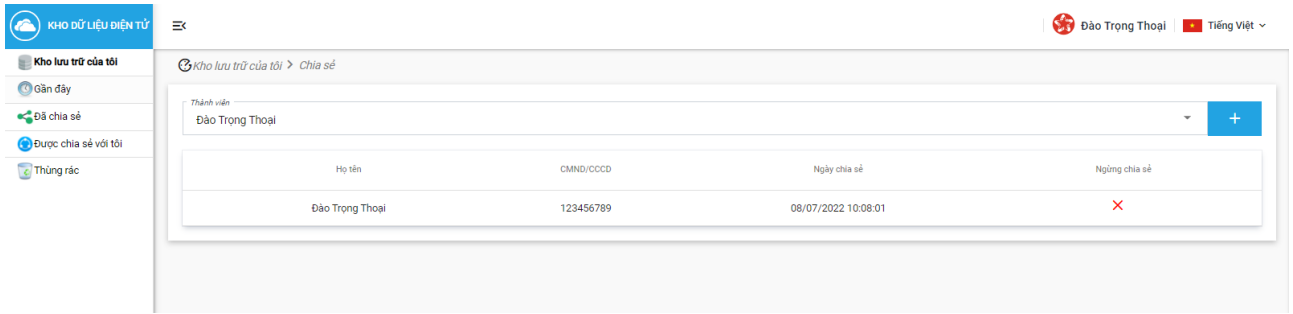 KHO DỮ LIỆU ĐIỆN TỬ
Đào Trọng Thoại
Tiếng Việt
Kho lưu trữ của tôi
Gần đây
Đã chia sẻ
Được chia sẻ với tôi
Thùng rác
Kho lưu trữ của tôi > Chia sẻ
Thành viên
Đào Trọng Thoại
Họ tên CMND/CCCD Ngày chia sẻ Ngừng chia sẻ
Đào Trọng Thoại 123456789 08/07/2022 10:08:01